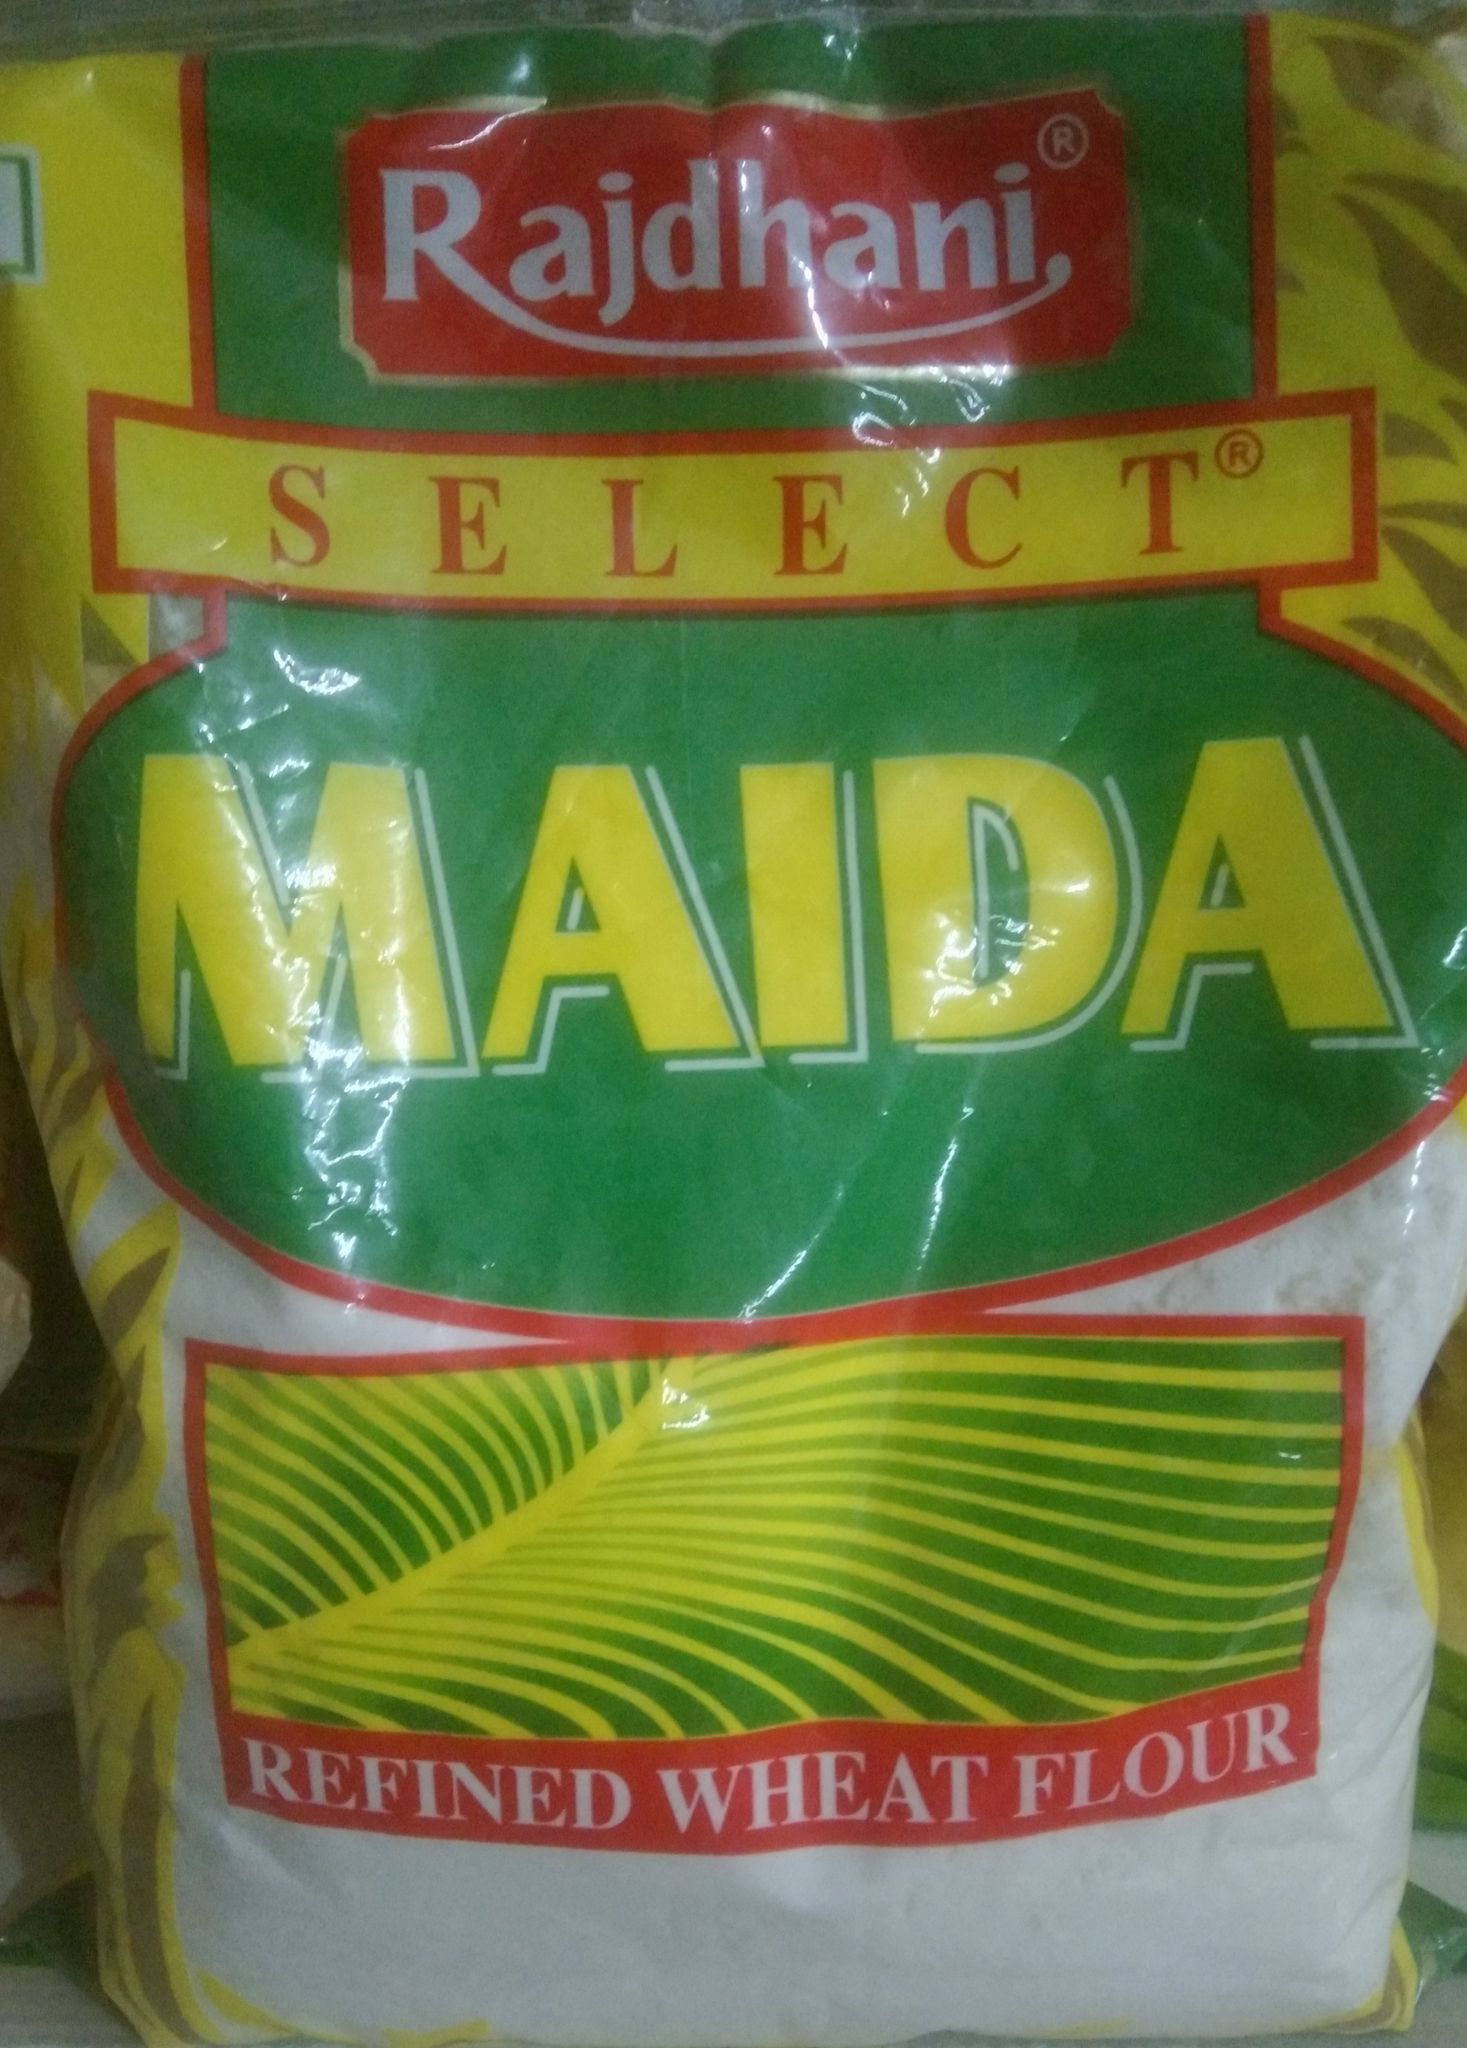 Rajdhani®
SELECT®
MAIDA
REFINED WHEAT FLOUR